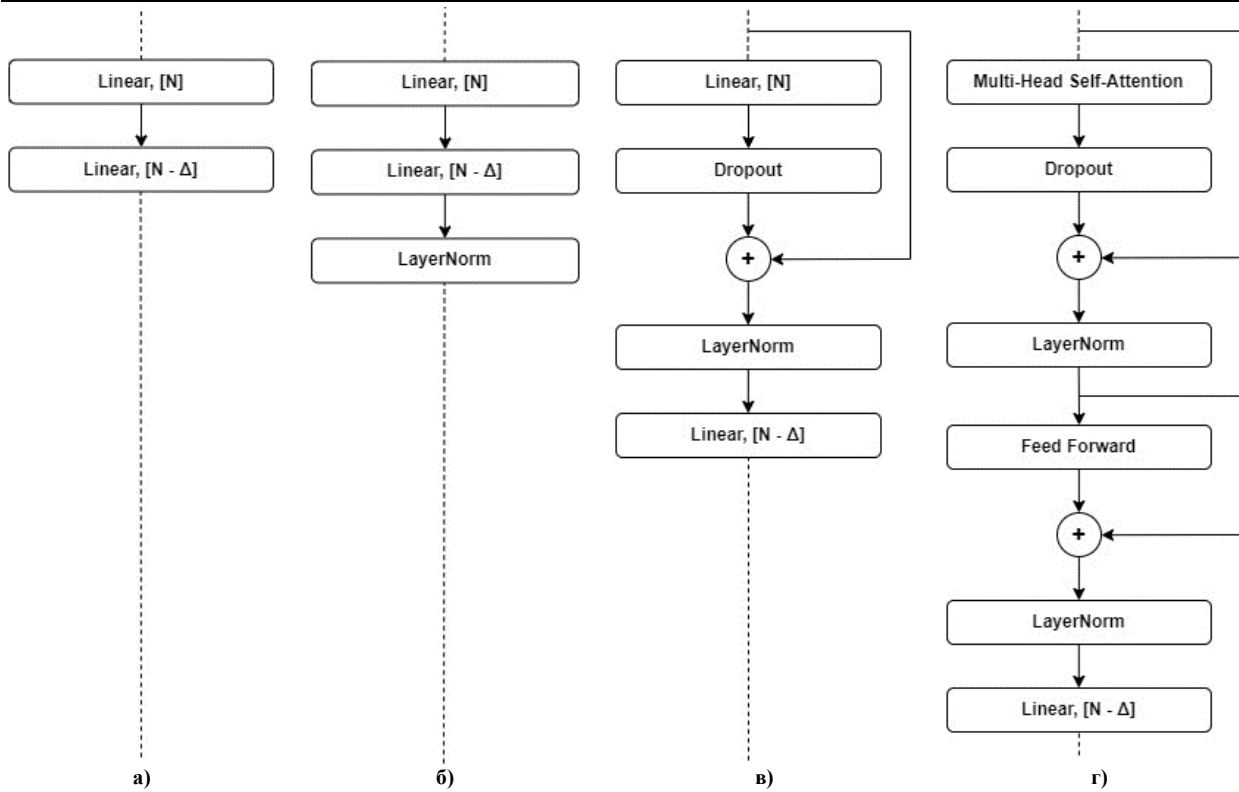 Linear, [N]
Linear, [N - Δ]
а)
Linear, [N]
Linear, [N - Δ]
LayerNorm
б)
Linear, [N]
Dropout
+
LayerNorm
Linear, [N - Δ]
в)
Multi-Head Self-Attention
Dropout
+
LayerNorm
Feed Forward
+
LayerNorm
Linear, [N - Δ]
г)